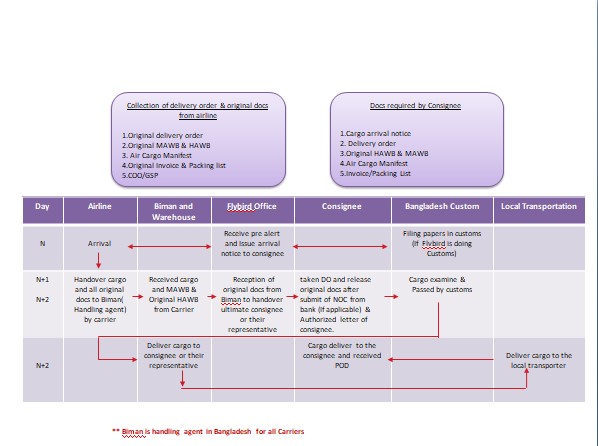 Collection of delivery order & original docs
from airline
1.Original delivery order
2.Original MAWB & HAWB
3. Air Cargo Manifest
4.Original Invoice & Packing list
5.COO/GSP
Docs required by Consignee
1.Cargo arrival notice
2. Delivery order
3.Original HAWB & MAWB
4.Air Cargo Manifest
5.Invoice/Packing List
Day
Airline
Biman and
Warehouse
Flybird Office
Consignee
Bangladesh Custom
Local Transportation
N
Arrival
Receive pre alert
and Issue arrival
notice to consignee
Filing papers in customs
(if Flybird is doing
Customs)
N+1
N+2
Handover cargo
and all original
docs to Biman(
Handling agent)
by carrier
Received cargo
and MAWB &
Original HAWB
from Carrier
Reception of
original docs from
Biman to handover
ultimate consignee
or their
representative
taken DO and release
original docs after
submit of NOC from
bank (if applicable) &
Authorized letter of
consignee.
Cargo examine &
Passed by customs
N+2
Deliver cargo to
consignee or their
representative
Cargo deliver to the
consignee and received
POD
Deliver cargo to the
local transporter
** Biman is handling agent in Bangladesh for all Carriers